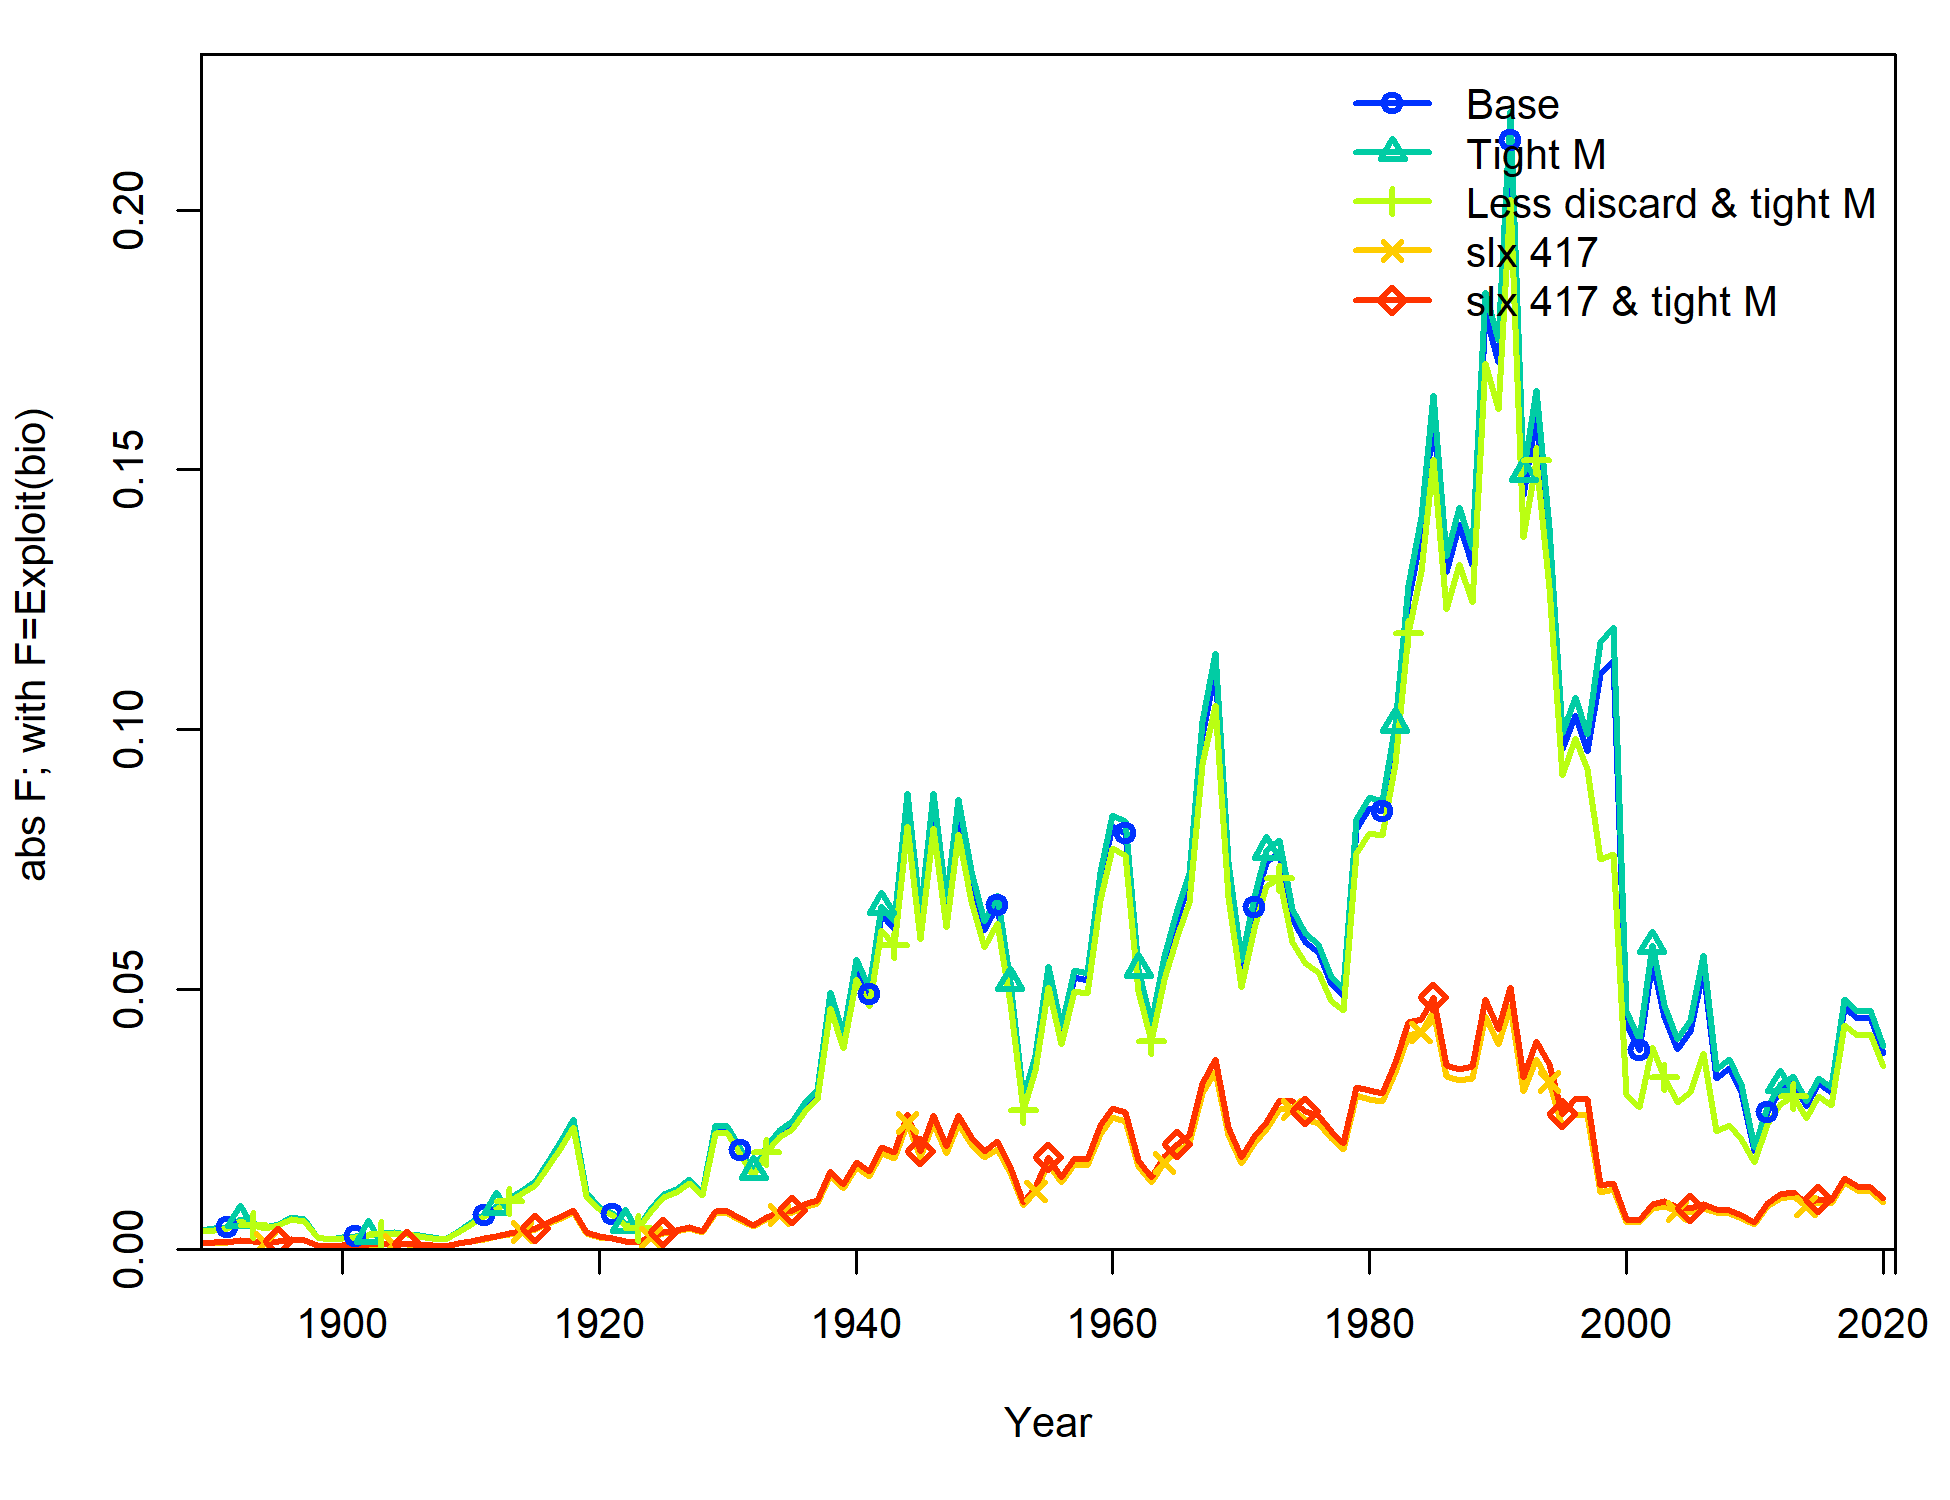 Base
Tight M
Less discard & tight M
slx 417
slx 417 & tight M
abs F; with F=Exploit(bio)
0.20
0.15
0.10
0.05
0.00
1900 1920 1940 1960 1980 2000 2020
Year